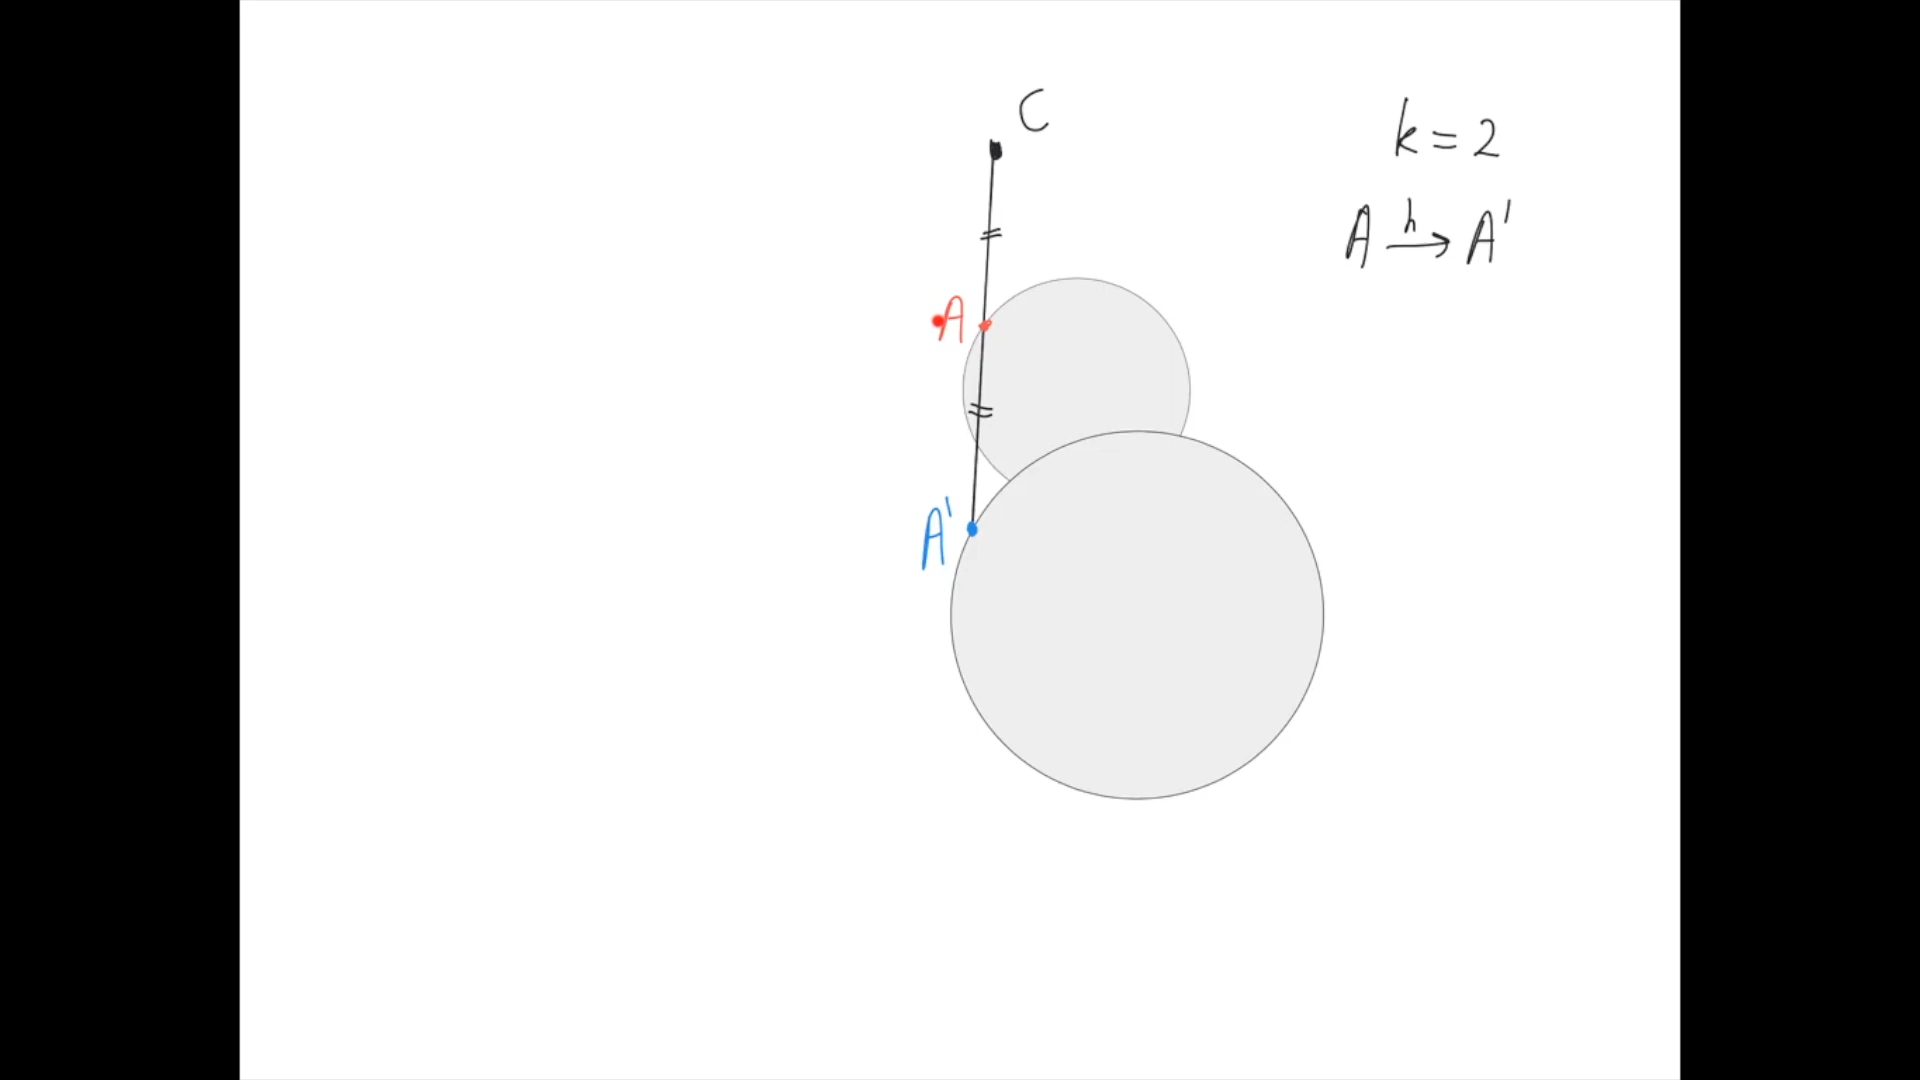 C
k = 2
A →h A'
A
A'